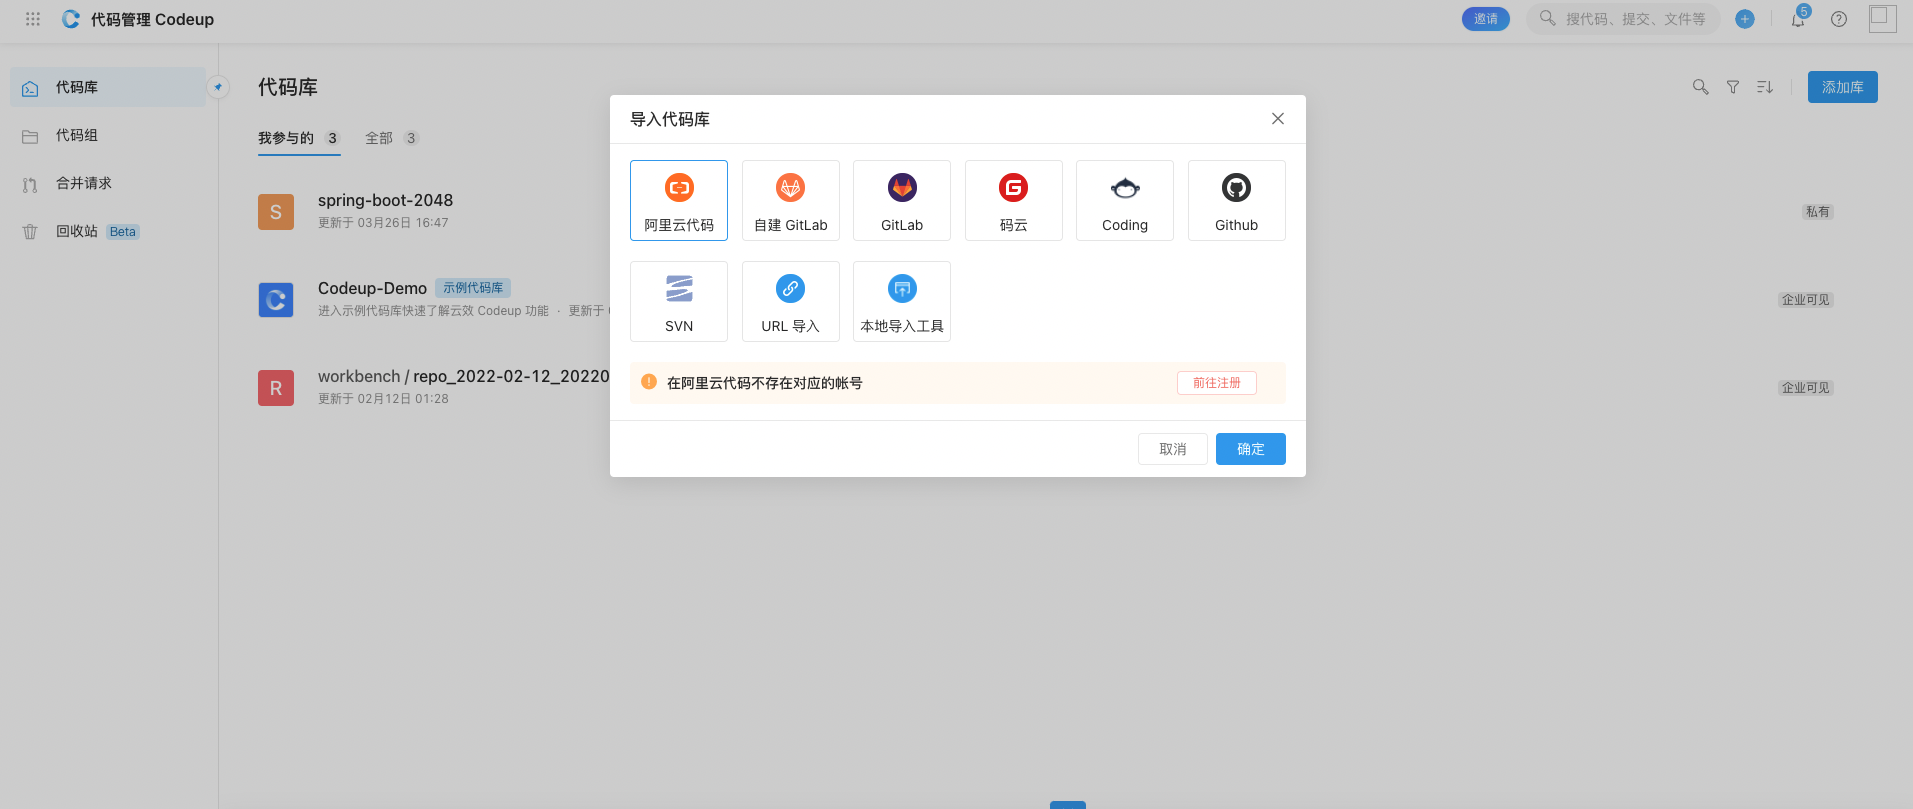 代码管理 Codeup
邀请
搜代码、提交、文件等
5
代码库
代码组
合并请求
回收站 Beta
代码库
添加库
我参与的 3 全部 3
S
spring-boot-2048
更新于 03月26日 16:47
私有
Codeup-Demo 示例代码库
进入示例代码库快速了解云效 Codeup 功能 · 更新于
企业可见
R
workbench / repo_2022-02-12_20220
更新于 02月12日 01:28
企业可见
导入代码库
阿里云代码
自建 GitLab
GitLab
码云
Coding
Github
SVN
URL 导入
本地导入工具
在阿里云代码不存在对应的帐号
前往注册
取消
确定